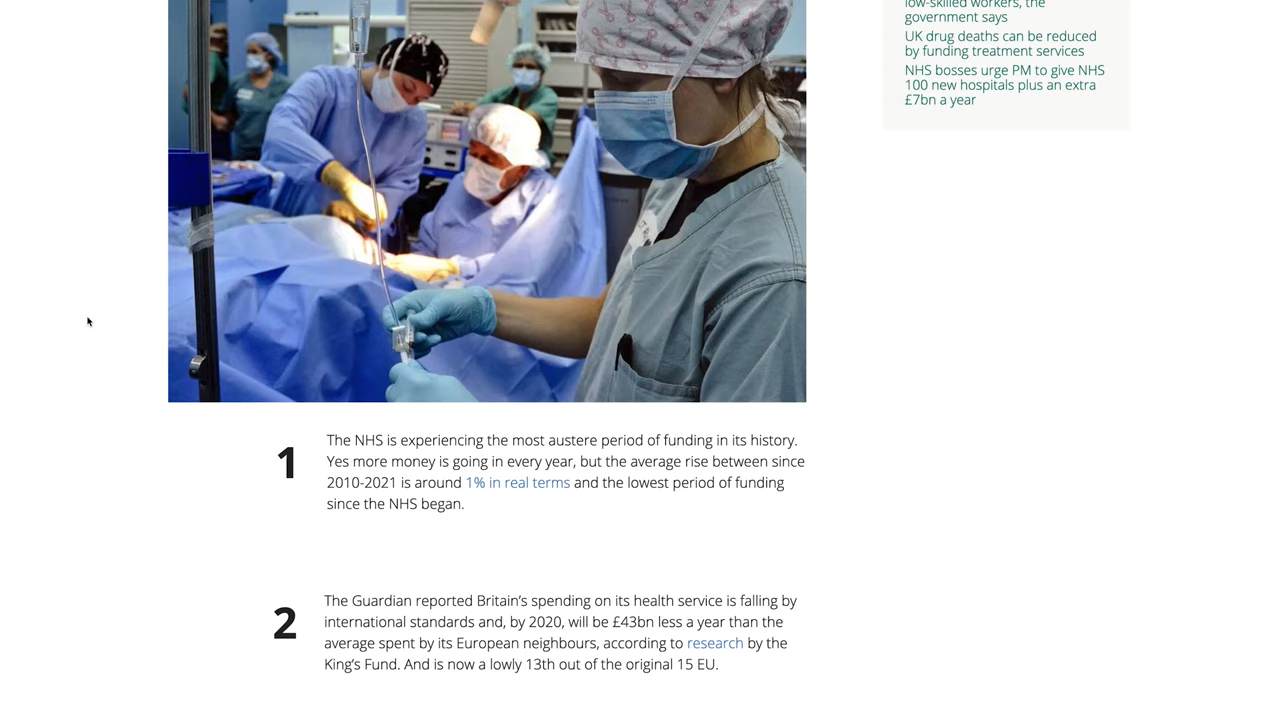 low-skilled workers, the
government says
UK drug deaths can be reduced
by funding treatment services
NHS bosses urge PM to give NHS
100 new hospitals plus an extra
£7bn a year
1
The NHS is experiencing the most austere period of funding in its history.
Yes more money is going in every year, but the average rise between since
2010-2021 is around 1% in real terms and the lowest period of funding
since the NHS began.
2
The Guardian reported Britain’s spending on its health service is falling by
international standards and, by 2020, will be £43bn less a year than the
average spent by its European neighbours, according to research by the
King’s Fund. And is now a lowly 13th out of the original 15 EU.